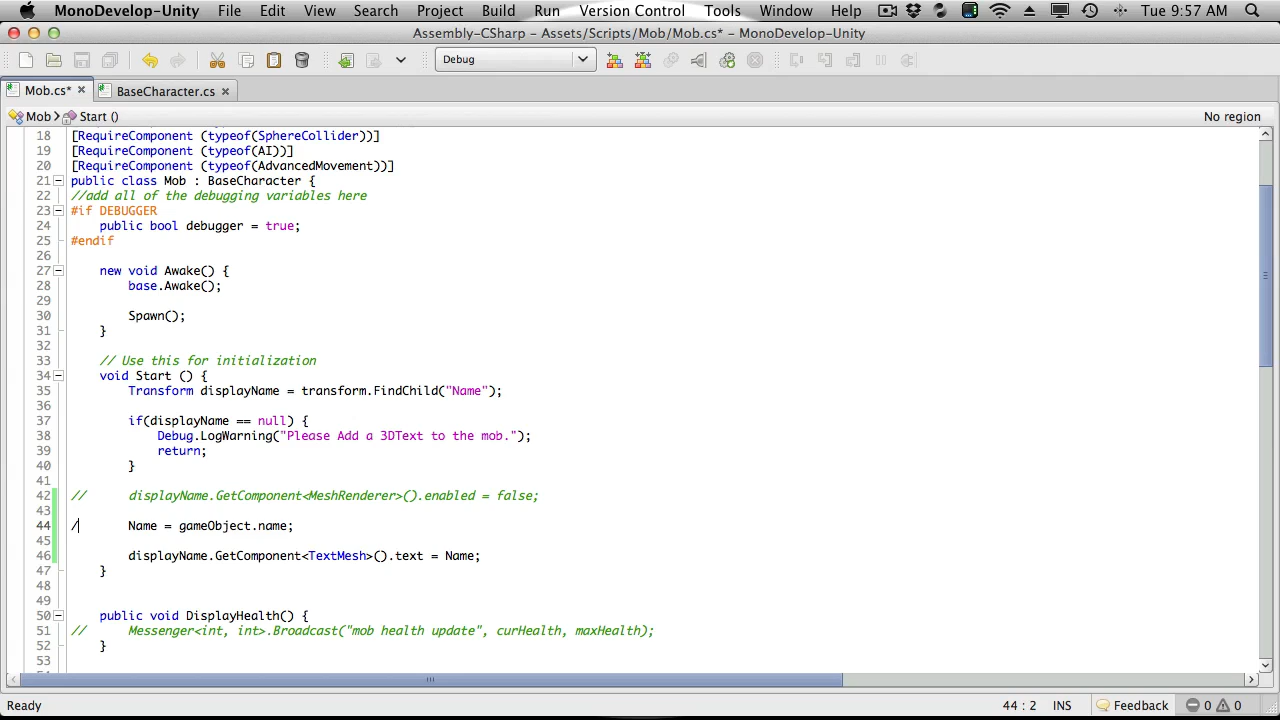 MonoDevelop-Unity File Edit View Search Project Build Run Version Control Tools Window Help Tue 9:57 AM
Assembly-CSharp - Assets/Scripts/Mob/Mob.cs* - MonoDevelop-Unity
Debug
Mob.cs* BaseCharacter.cs
Mob Start () No region
18 [RequireComponent (typeof(SphereCollider))]
19 [RequireComponent (typeof(AI))]
20 [RequireComponent (typeof(AdvancedMovement))]
21 public class Mob : BaseCharacter {
22 //add all of the debugging variables here
23 #if DEBUGGER
24 public bool debugger = true;
25 #endif
26
27 new void Awake() {
28 base.Awake();
29
30 Spawn();
31 }
32
33 // Use this for initialization
34 void Start () {
35 Transform displayName = transform.FindChild("Name");
36
37 if(displayName == null) {
38 Debug.LogWarning("Please Add a 3DText to the mob.");
39 return;
40 }
41
42 // displayName.GetComponent<MeshRenderer>().enabled = false;
43
44 / Name = gameObject.name;
45
46 displayName.GetComponent<TextMesh>().text = Name;
47 }
48
49
50 public void DisplayHealth() {
51 // Messenger<int, int>.Broadcast("mob health update", curHealth, maxHealth);
52 }
53
Ready 44 : 2 INS Feedback 0 0